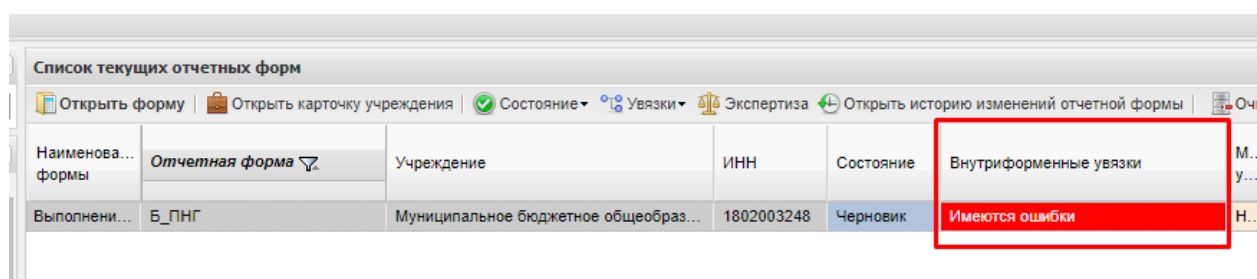 Список текущих отчетных форм
Открыть форму Открыть карточку учреждения Состояние Увязки Экспертиза Открыть историю изменений отчетной формы Очи
Наименова... формы Отчетная форма Учреждение ИНН Состояние Внутриформенные увязки М... у...
Выполнени... Б_ПНГ Муниципальное бюджетное общеобраз... 1802003248 Черновик Имеются ошибки Н...